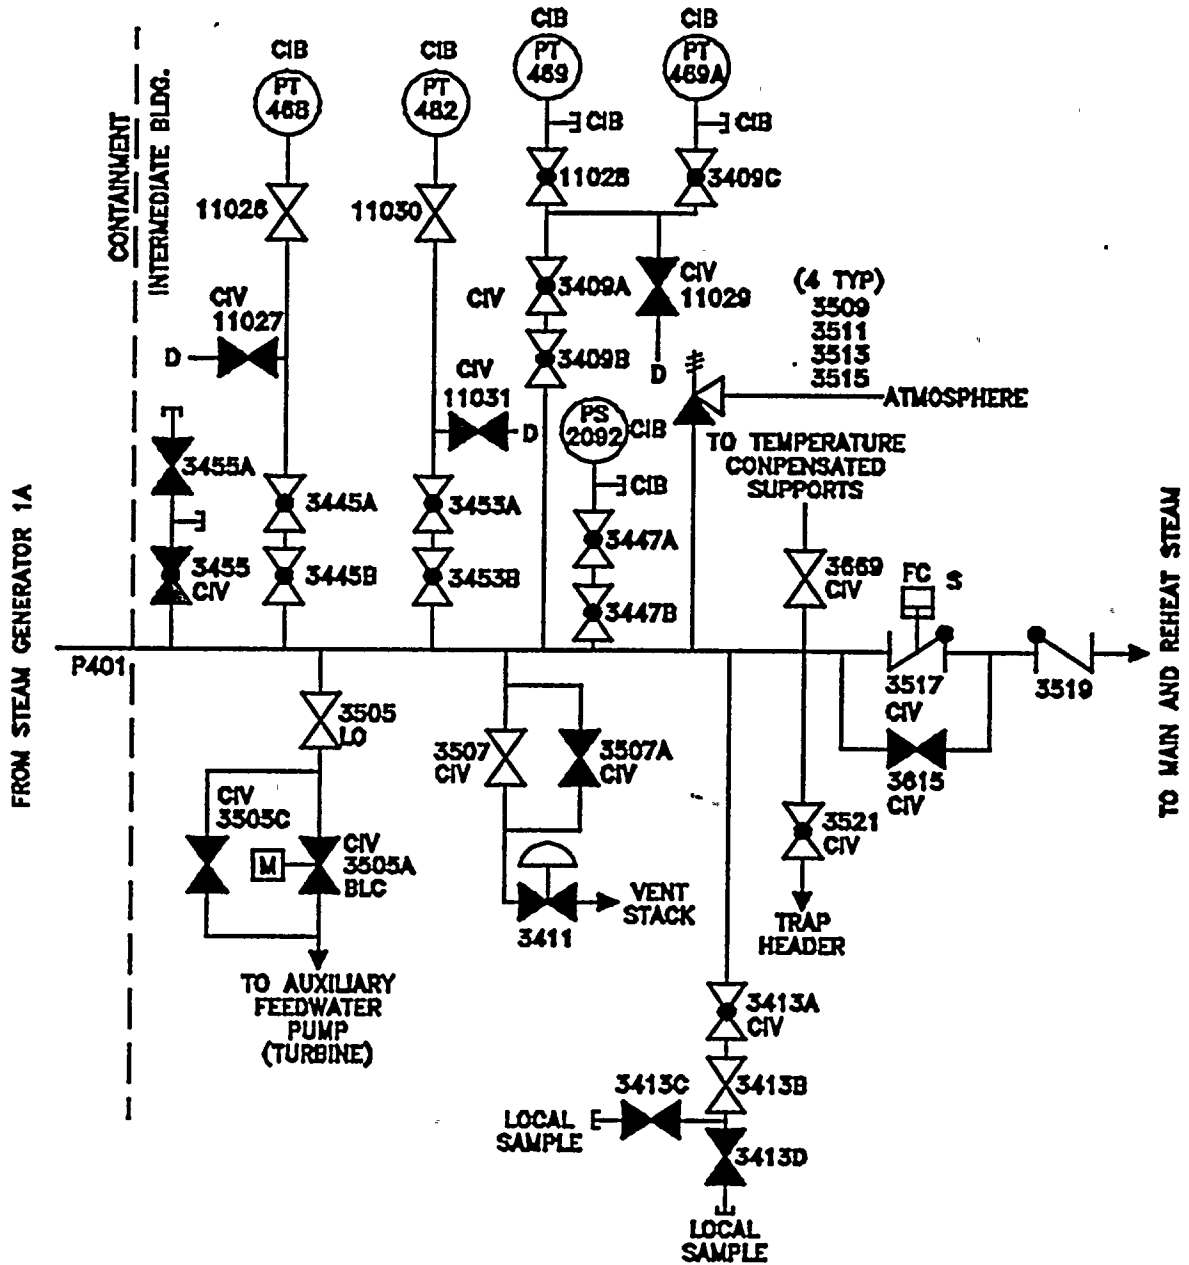 CIB
PT
468
CIB
PT
482
CIB
PT
469
CIB
PT
469A
CIB
CIB
CONTAINMENT
INTERMEDIATE BLDG.
11026
11030
11028
3409C
CIV
11027
D
CIV
3409A
CIV
11029
3409B
D
(4 TYP)
3509
3511
3513
3515
ATMOSPHERE
CIV
11031
D
PS
2092
CIB
CIB
TO TEMPERATURE
CONPENSATED
SUPPORTS
3455A
3445A
3453A
3447A
3455
CIV
3445B
3453B
3447B
3669
CIV
FC
S
FROM STEAM GENERATOR 1A
P401
TO MAIN AND REHEAT STEAM
3517
CIV
3519
3615
CIV
3505
LO
3507
CIV
3507A
CIV
CIV
3505C
M
CIV
3505A
BLC
3521
CIV
3411
VENT
STACK
TRAP
HEADER
TO AUXILIARY
FEEDWATER
PUMP
(TURBINE)
3413A
CIV
3413B
3413C
LOCAL
SAMPLE
3413D
LOCAL
SAMPLE